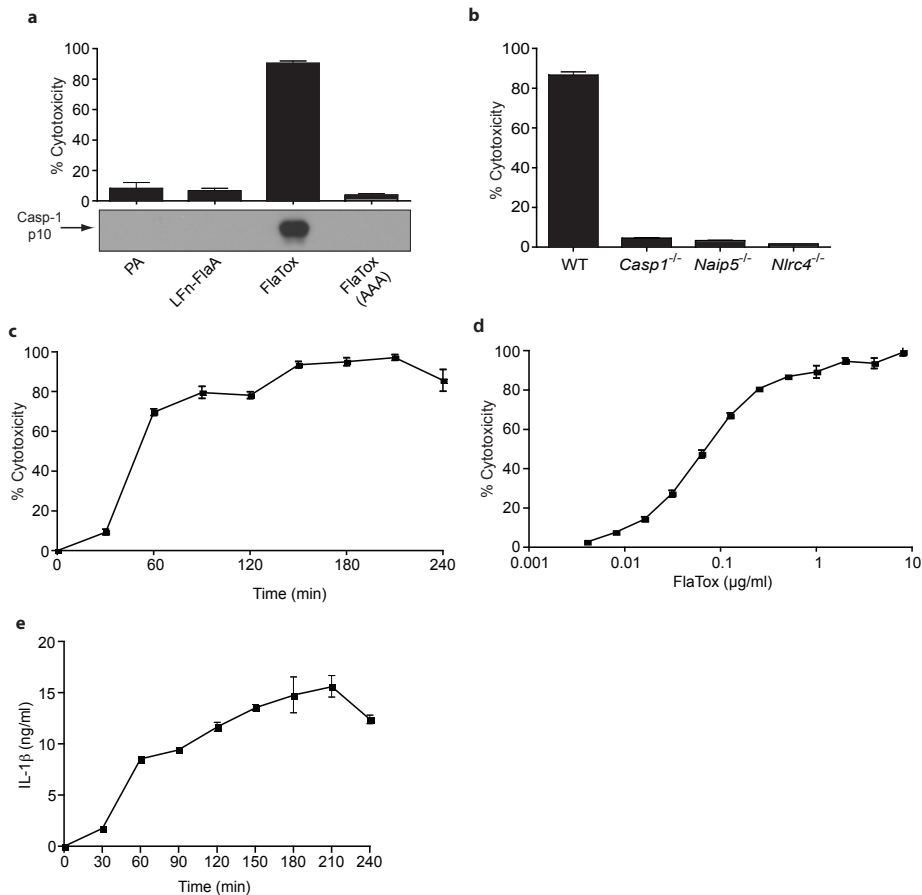 a
100
80
60
40
20
0
% Cytotoxicity
Casp-1
p10
PA
LFn-FlaA
FlaTox
FlaTox
(AAA)
b
100
80
60
40
20
0
% Cytotoxicity
WT
Casp1-/-
Naip5-/-
Nlrc4-/-
c
100
80
60
40
20
0
% Cytotoxicity
0 60 120 180 240
Time (min)
d
100
80
60
40
20
0
% Cytotoxicity
0.001 0.01 0.1 1 10
FlaTox (µg/ml)
e
20
15
10
5
0
IL-1β (ng/ml)
0 30 60 90 120 150 180 210 240
Time (min)